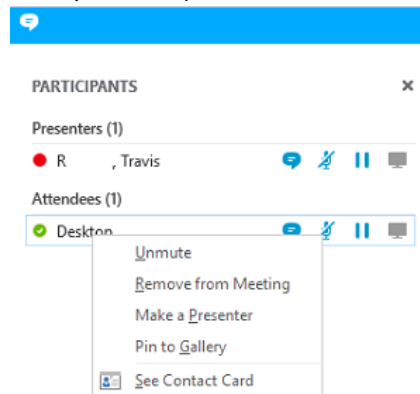 PARTICIPANTS
Presenters (1)
R , Travis
Attendees (1)
Desktop
Unmute
Remove from Meeting
Make a Presenter
Pin to Gallery
See Contact Card